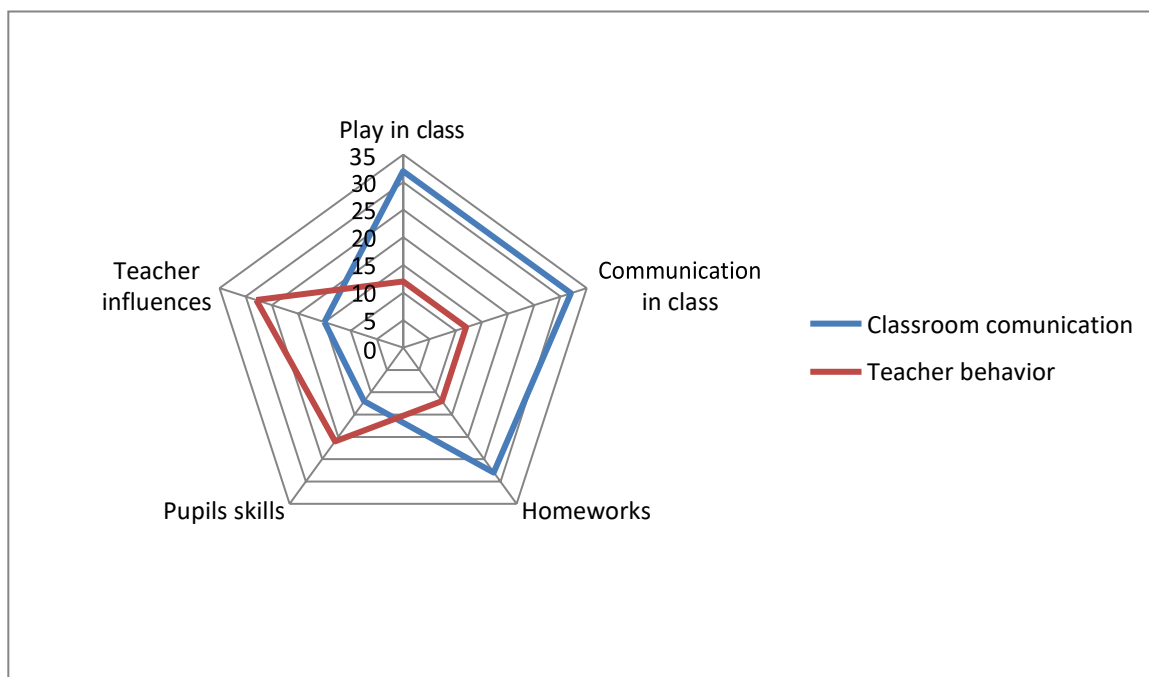 Play in class
35
30
25
20
15
10
5
0
Teacher
influences
Communication
in class
Pupils skills
Homeworks
Classroom comunication
Teacher behavior